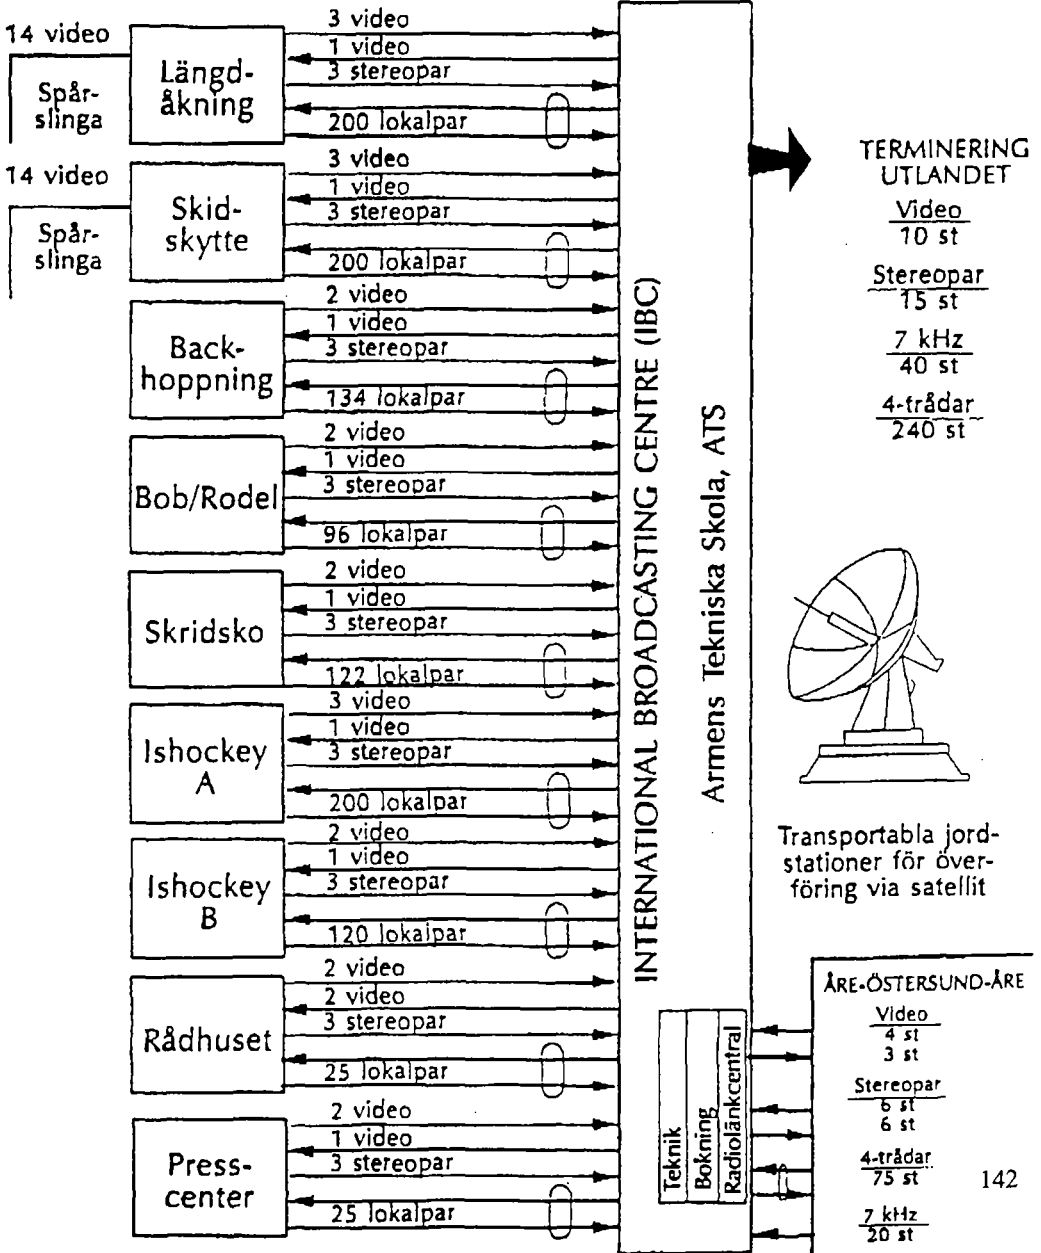 14 video
Spår-
slinga
Längd-
åkning
3 video
1 video
3 stereopar
200 lokalpar
14 video
Spår-
slinga
Skid-
skytte
3 video
1 video
3 stereopar
200 lokalpar
Back-
hoppning
2 video
1 video
3 stereopar
134 lokalpar
Bob/Rodel
2 video
1 video
3 stereopar
96 lokalpar
Skridsko
2 video
1 video
3 stereopar
122 lokalpar
Ishockey
A
3 video
1 video
3 stereopar
200 lokalpar
Ishockey
B
2 video
1 video
3 stereopar
120 lokalpar
Rådhuset
2 video
2 video
3 stereopar
25 lokalpar
Press-
center
2 video
1 video
3 stereopar
25 lokalpar
INTERNATIONAL BROADCASTING CENTRE (IBC)
Armens Tekniska Skola, ATS
Teknik
Bokning
Radiolänkcentral
TERMINERING
UTLANDET
Video
10 st
Stereopar
15 st
7 kHz
40 st
4-trådar
240 st
Transportabla jord-
stationer för över-
föring via satellit
ÅRE-ÖSTERSUND-ÅRE
Video
4 st
3 st
Stereopar
6 st
6 st
4-trådar
75 st
7 kHz
20 st
142